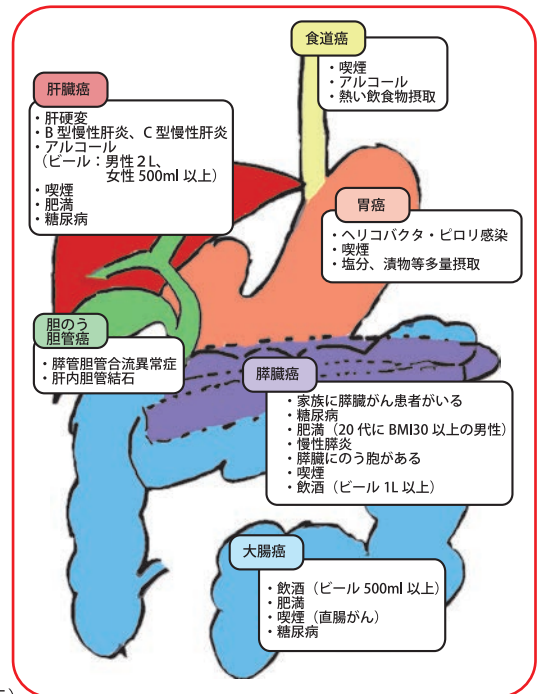 食道癌
・喫煙
・アルコール
・熱い飲食物摂取
肝臓癌
・肝硬変
・B 型慢性肝炎、C 型慢性肝炎
・アルコール
（ビール：男性 2 L、
女性 500ml 以上）
・喫煙
・肥満
・糖尿病
胃癌
・ヘリコバクタ・ピロリ感染
・喫煙
・塩分、漬物等多量摂取
胆のう
胆管癌
・膵管胆管合流異常症
・肝内胆管結石
膵臓癌
・家族に膵臓がん患者がいる
・糖尿病
・肥満（20 代に BMI30 以上の男性）
・慢性膵炎
・膵臓にのう胞がある
・喫煙
・飲酒（ビール 1L 以上）
大腸癌
・飲酒（ビール 500ml 以上）
・肥満
・喫煙（直腸がん）
・糖尿病